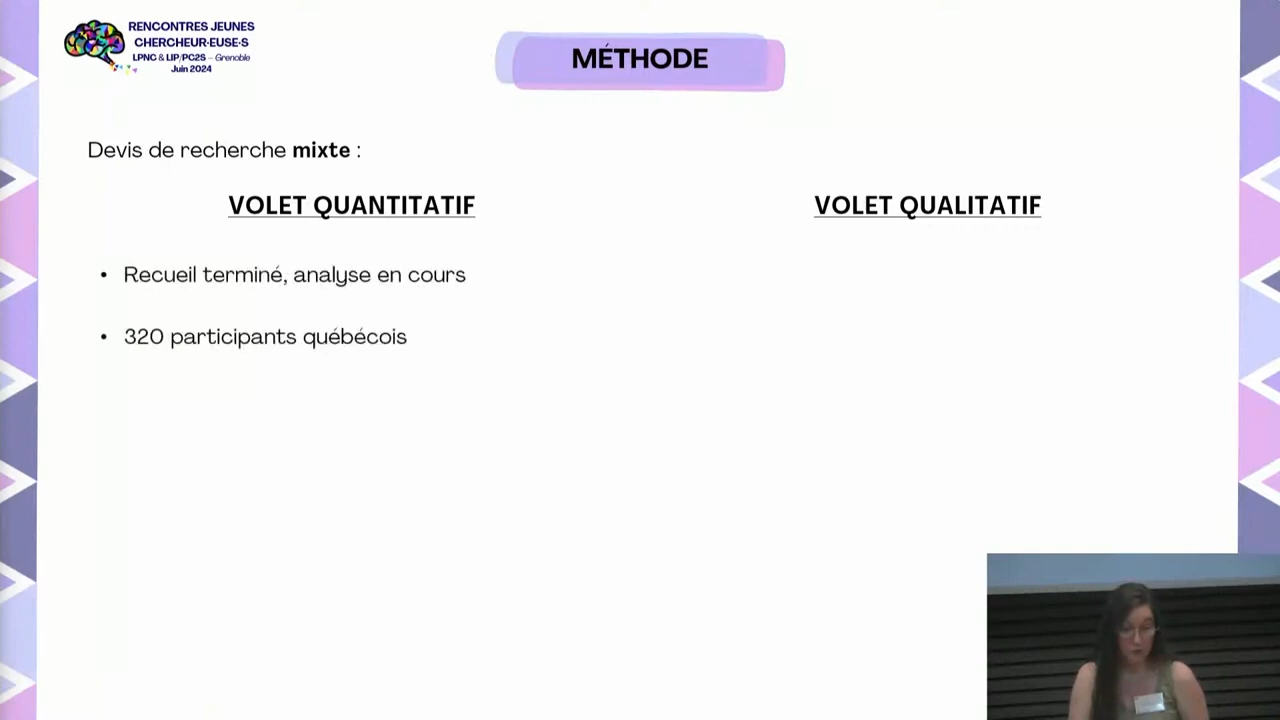 RENCONTRES JEUNES
CHERCHEUR·EUSE·S
LPNC & LIP/PC2S – Grenoble
Juin 2024
MÉTHODE
Devis de recherche mixte :
VOLET QUANTITATIF
• Recueil terminé, analyse en cours
• 320 participants québécois
VOLET QUALITATIF